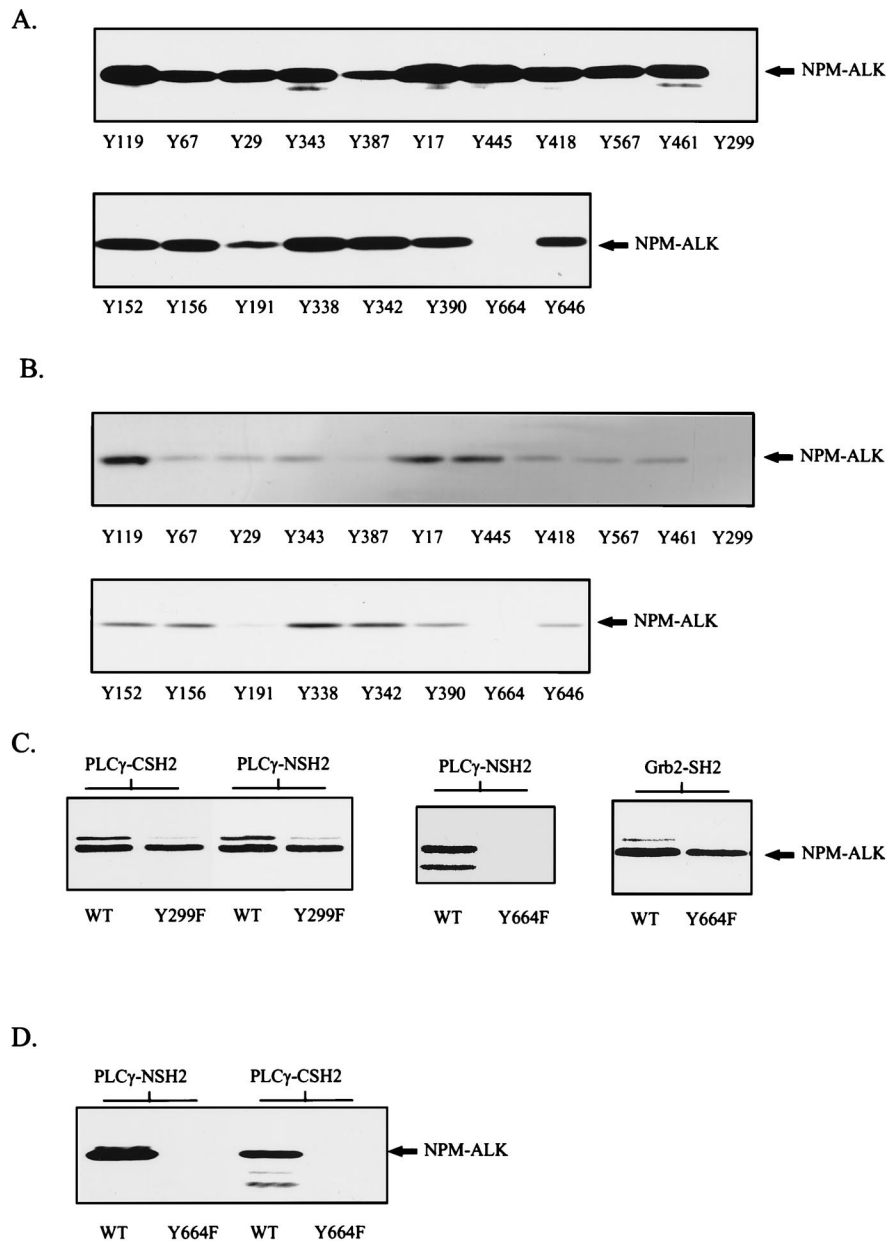 A.
NPM-ALK
Y119 Y67 Y29 Y343 Y387 Y17 Y445 Y418 Y567 Y461 Y299
NPM-ALK
Y152 Y156 Y191 Y338 Y342 Y390 Y664 Y646
B.
NPM-ALK
Y119 Y67 Y29 Y343 Y387 Y17 Y445 Y418 Y567 Y461 Y299
NPM-ALK
Y152 Y156 Y191 Y338 Y342 Y390 Y664 Y646
C.
PLCγ-CSH2 PLCγ-NSH2 PLCγ-NSH2 Grb2-SH2
NPM-ALK
WT Y299F WT Y299F WT Y664F WT Y664F
D.
PLCγ-NSH2 PLCγ-CSH2
NPM-ALK
WT Y664F WT Y664F